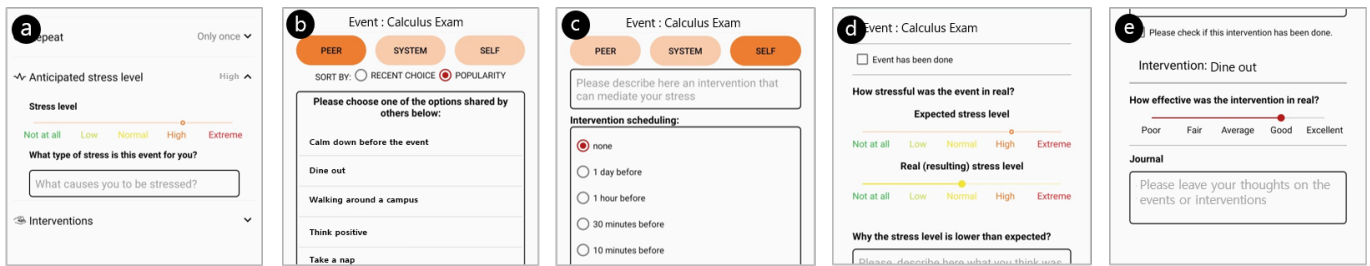 a
epeat
Only once
Anticipated stress level
High
Stress level
Not at all Low Normal High Extreme
What type of stress is this event for you?
What causes you to be stressed?
Interventions
b
Event : Calculus Exam
PEER SYSTEM SELF
SORT BY: RECENT CHOICE POPULARITY
Please choose one of the options shared by
others below:
Calm down before the event
Dine out
Walking around a campus
Think positive
Take a nap
c
Event : Calculus Exam
PEER SYSTEM SELF
Please describe here an intervention that
can mediate your stress
Intervention scheduling:
none
1 day before
1 hour before
30 minutes before
10 minutes before
d
Event : Calculus Exam
Event has been done
How stressful was the event in real?
Expected stress level
Not at all Low Normal High Extreme
Real (resulting) stress level
Not at all Low Normal High Extreme
Why the stress level is lower than expected?
Please, describe here what you think was
e
Please check if this intervention has been done.
Intervention: Dine out
How effective was the intervention in real?
Poor Fair Average Good Excellent
Journal
Please leave your thoughts on the
events or interventions